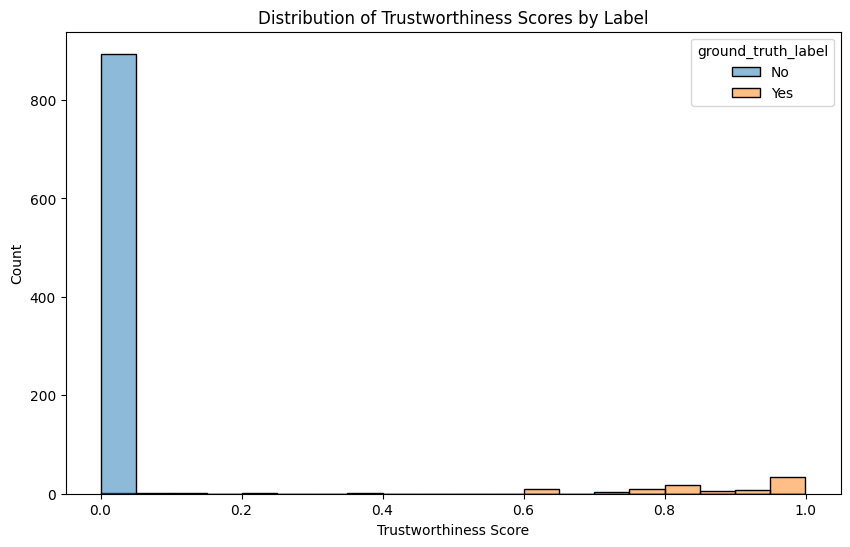 Distribution of Trustworthiness Scores by Label
ground_truth_label
No
Yes
Count
800
600
400
200
0
0.0 0.2 0.4 0.6 0.8 1.0
Trustworthiness Score